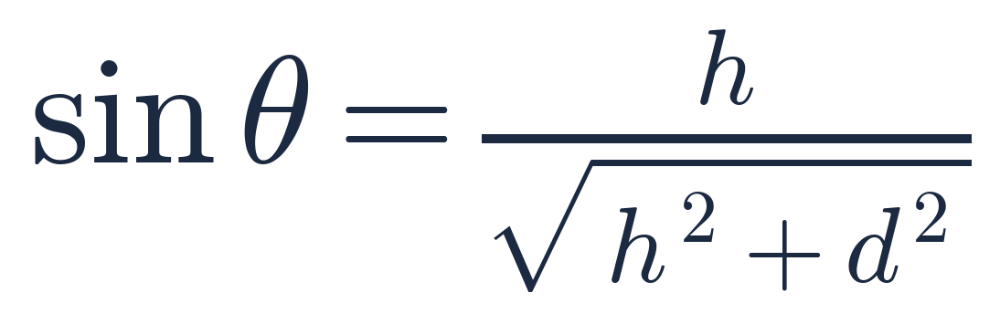 sin θ = h / √(h² + d²)